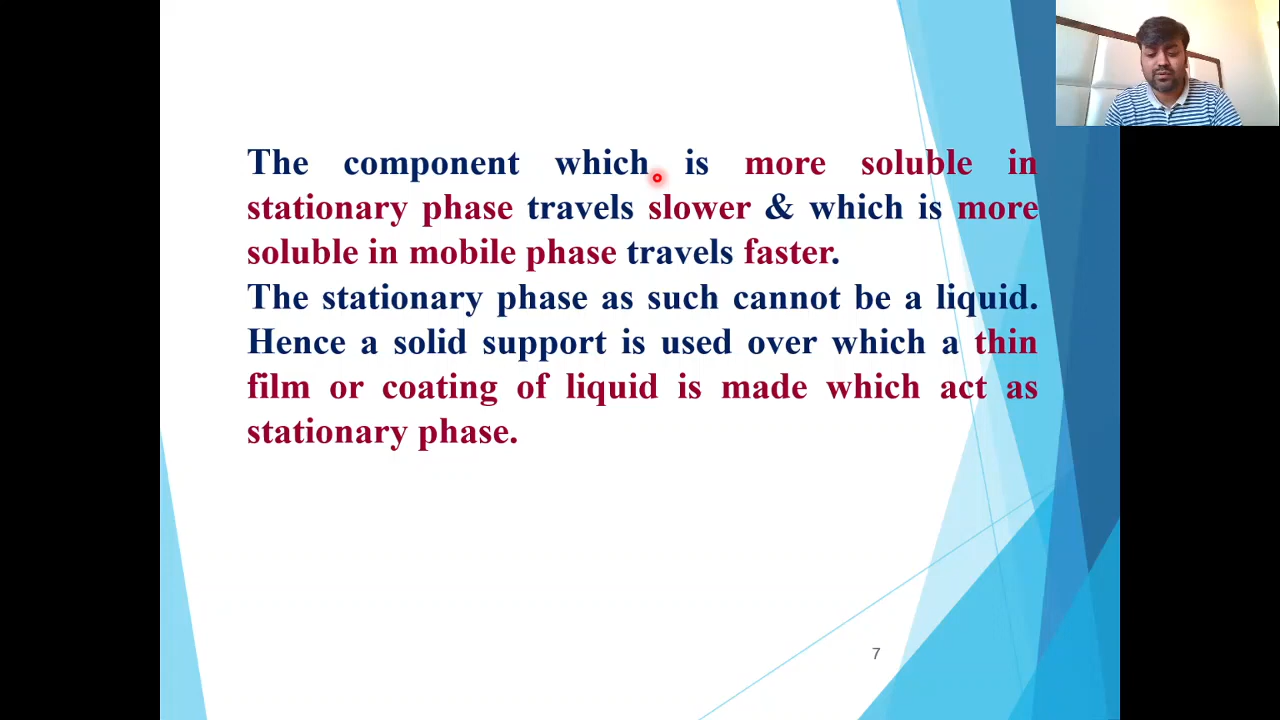 The component which is more soluble in
stationary phase travels slower & which is more
soluble in mobile phase travels faster.
The stationary phase as such cannot be a liquid.
Hence a solid support is used over which a thin
film or coating of liquid is made which act as
stationary phase.
7